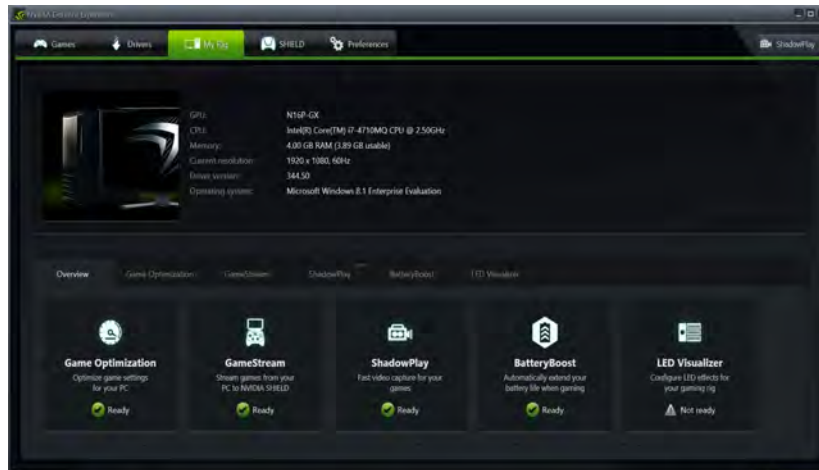 NVIDIA GeForce Experience
Games
Drivers
My Rig
SHIELD
Preferences
ShadowPlay
GPU: N16P-GX
CPU: Intel(R) Core(TM) i7-4710MQ CPU @ 2.50GHz
Memory: 4.00 GB RAM (3.89 GB usable)
Current resolution: 1920 x 1080, 60Hz
Driver version: 344.50
Operating system: Microsoft Windows 8.1 Enterprise Evaluation
Overview
Game Optimization
GameStream
ShadowPlay
BatteryBoost
LED Visualizer
Game Optimization
Optimize game settings
for your PC
Ready
GameStream
Stream games from your
PC to NVIDIA SHIELD
Ready
ShadowPlay
Fast video capture for your
games
Ready
BatteryBoost
Automatically extend your
battery life when gaming
Ready
LED Visualizer
Configure LED effects for
your gaming rig
Not ready